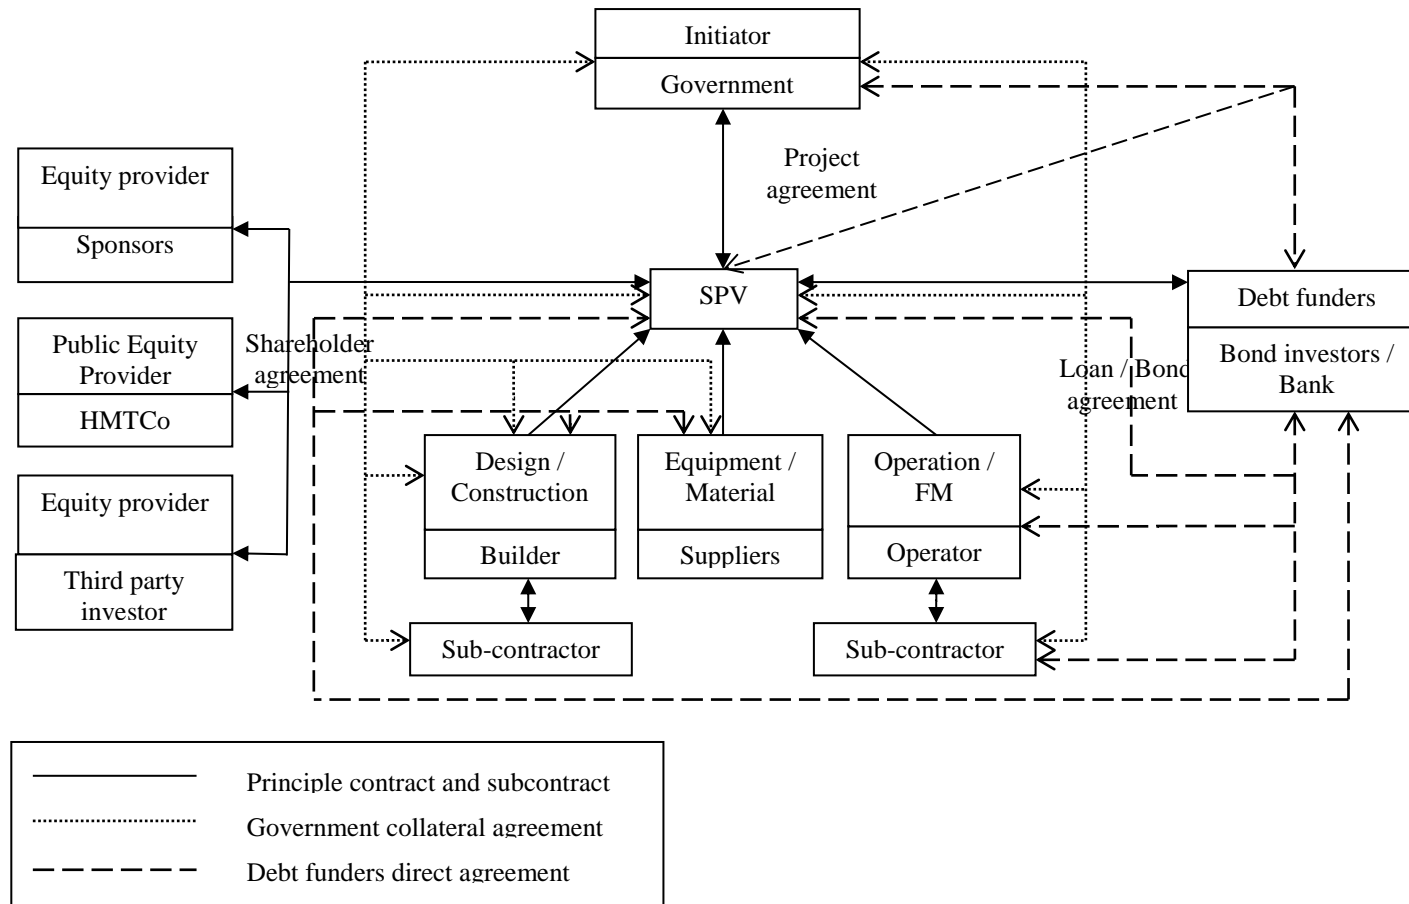 Initiator
Government
Project
agreement
Equity provider
Sponsors
SPV
Debt funders
Bond investors /
Bank
Public Equity
Provider
HMTCo
Shareholder
agreement
Loan / Bond
agreement
Equity provider
Third party
investor
Design /
Construction
Builder
Equipment /
Material
Suppliers
Operation /
FM
Operator
Sub-contractor
Sub-contractor
Principle contract and subcontract
Government collateral agreement
Debt funders direct agreement